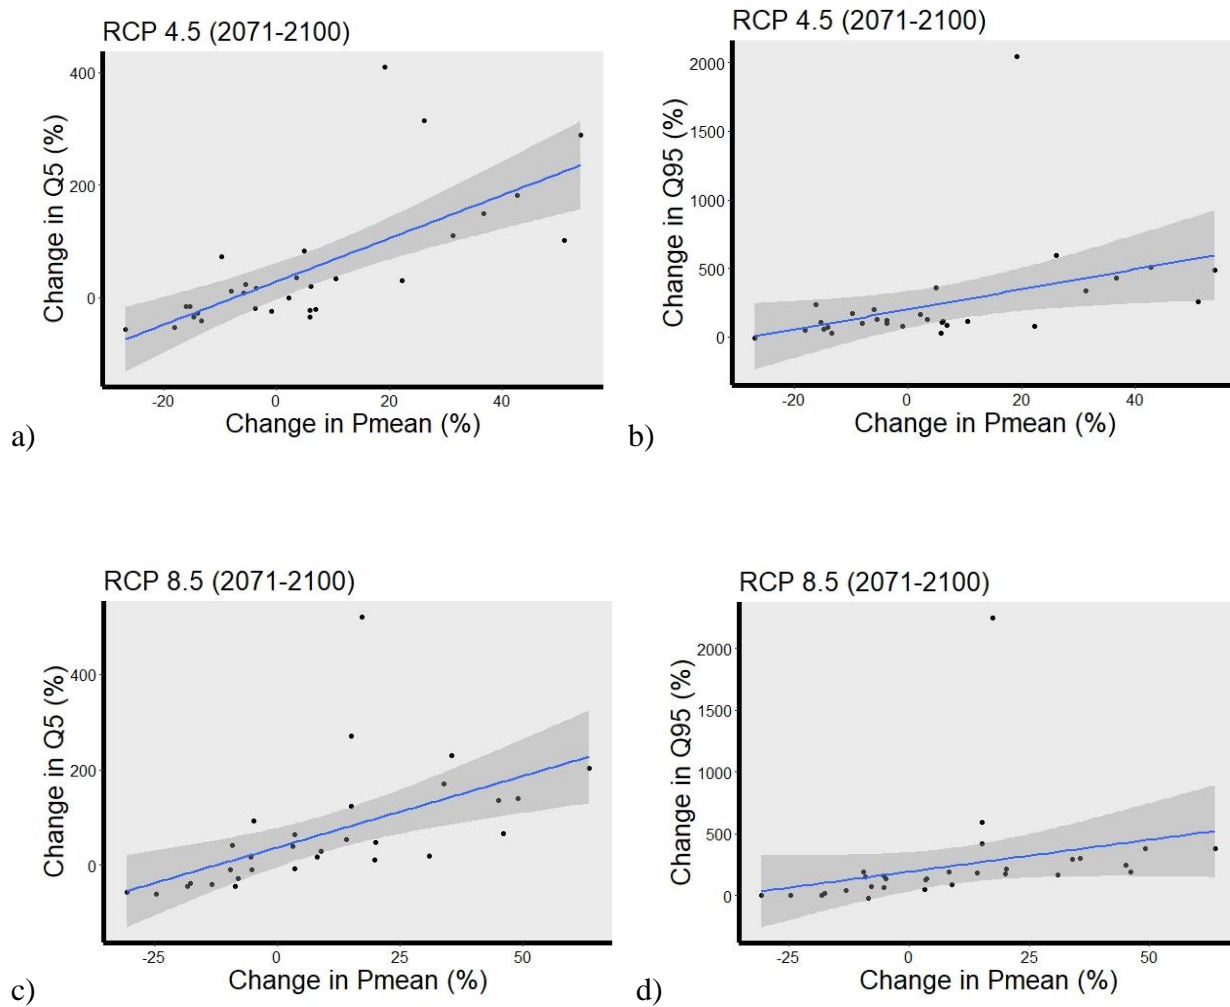 RCP 4.5 (2071-2100)
Change in Q5 (%)
400
200
0
-20
0
20
40
Change in Pmean (%)
a)
RCP 4.5 (2071-2100)
Change in Q95 (%)
2000
1500
1000
500
0
-20
0
20
40
Change in Pmean (%)
b)
RCP 8.5 (2071-2100)
Change in Q5 (%)
400
200
0
-25
0
25
50
Change in Pmean (%)
c)
RCP 8.5 (2071-2100)
Change in Q95 (%)
2000
1500
1000
500
0
-25
0
25
50
Change in Pmean (%)
d)